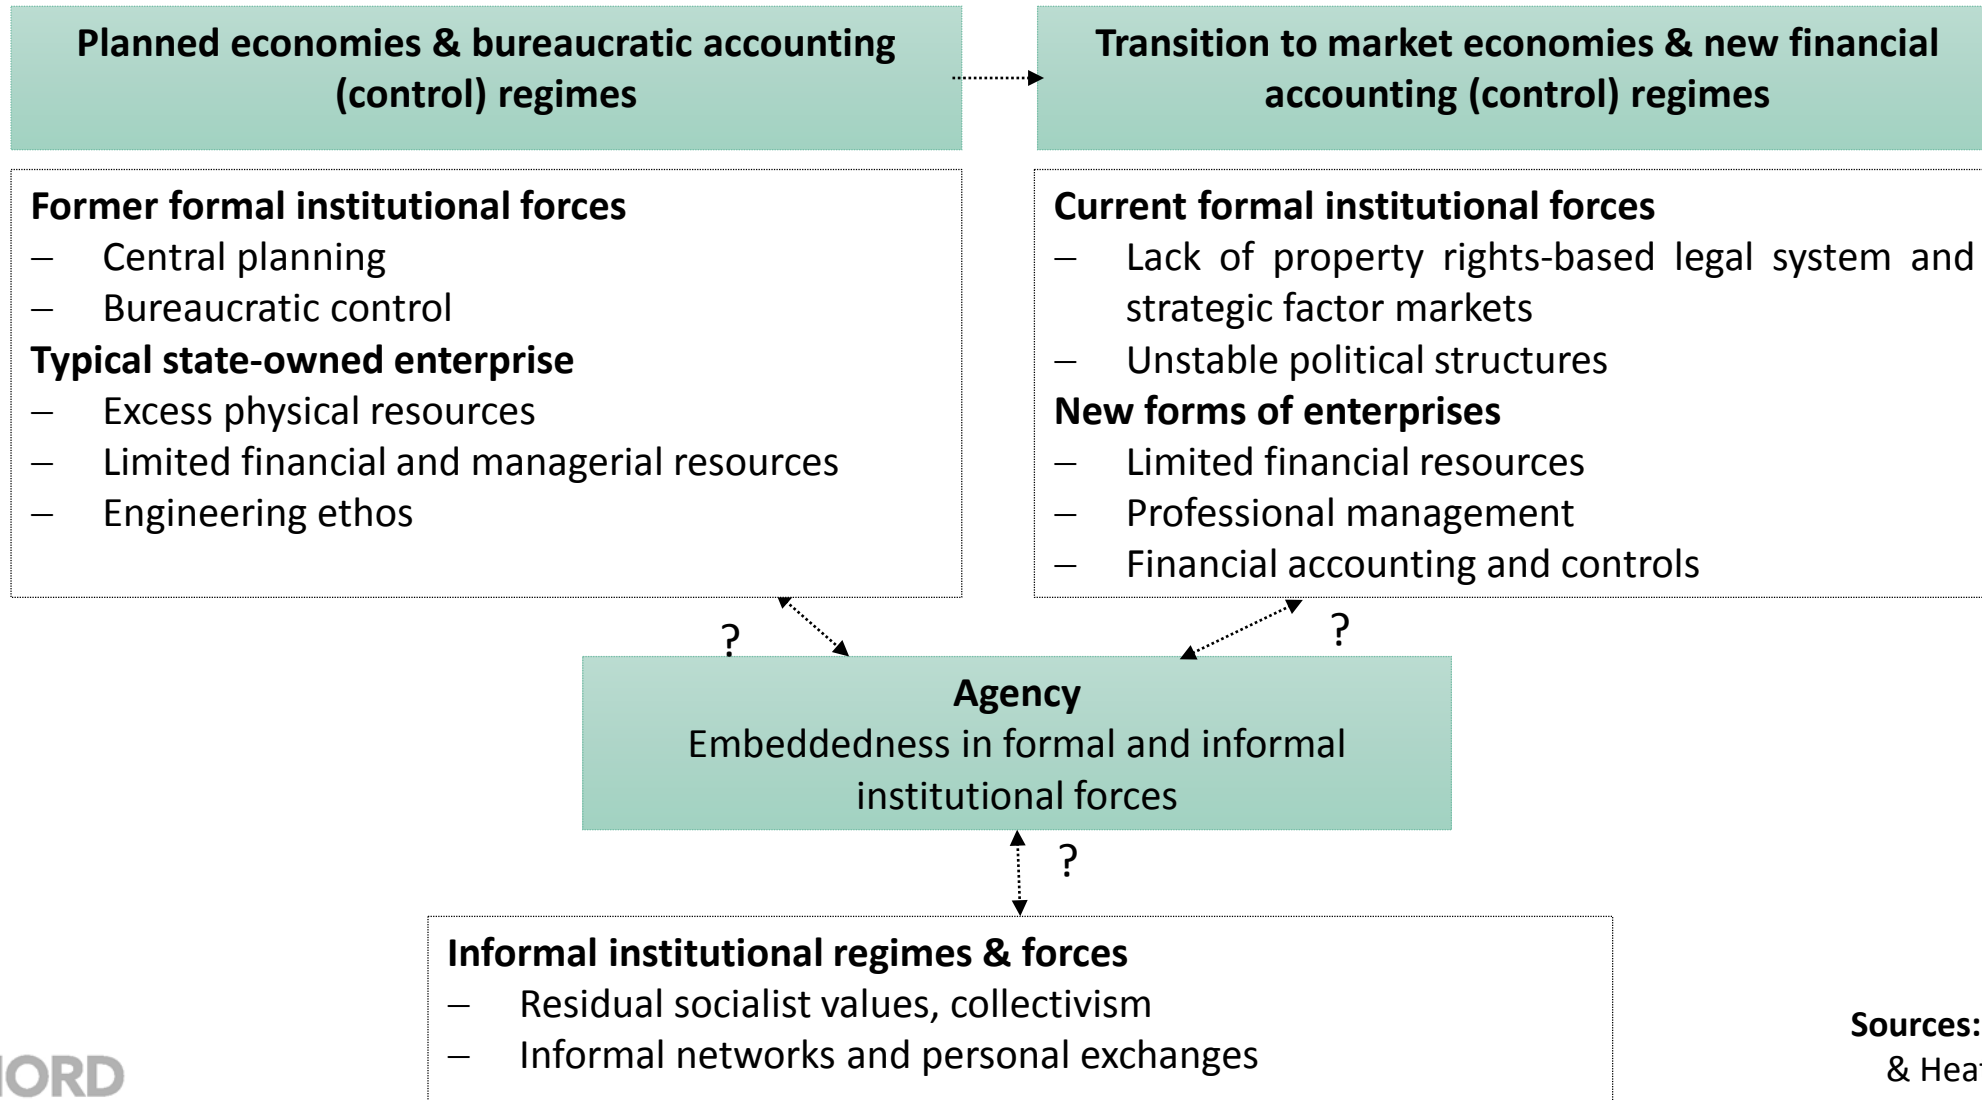 Planned economies & bureaucratic accounting
(control) regimes
Transition to market economies & new financial
accounting (control) regimes
Former formal institutional forces
– Central planning
– Bureaucratic control
Typical state-owned enterprise
– Excess physical resources
– Limited financial and managerial resources
– Engineering ethos
Current formal institutional forces
– Lack of property rights-based legal system and
strategic factor markets
– Unstable political structures
New forms of enterprises
– Limited financial resources
– Professional management
– Financial accounting and controls
?
?
Agency
Embeddedness in formal and informal
institutional forces
?
Informal institutional regimes & forces
– Residual socialist values, collectivism
– Informal networks and personal exchanges
Sources:
&
NORD